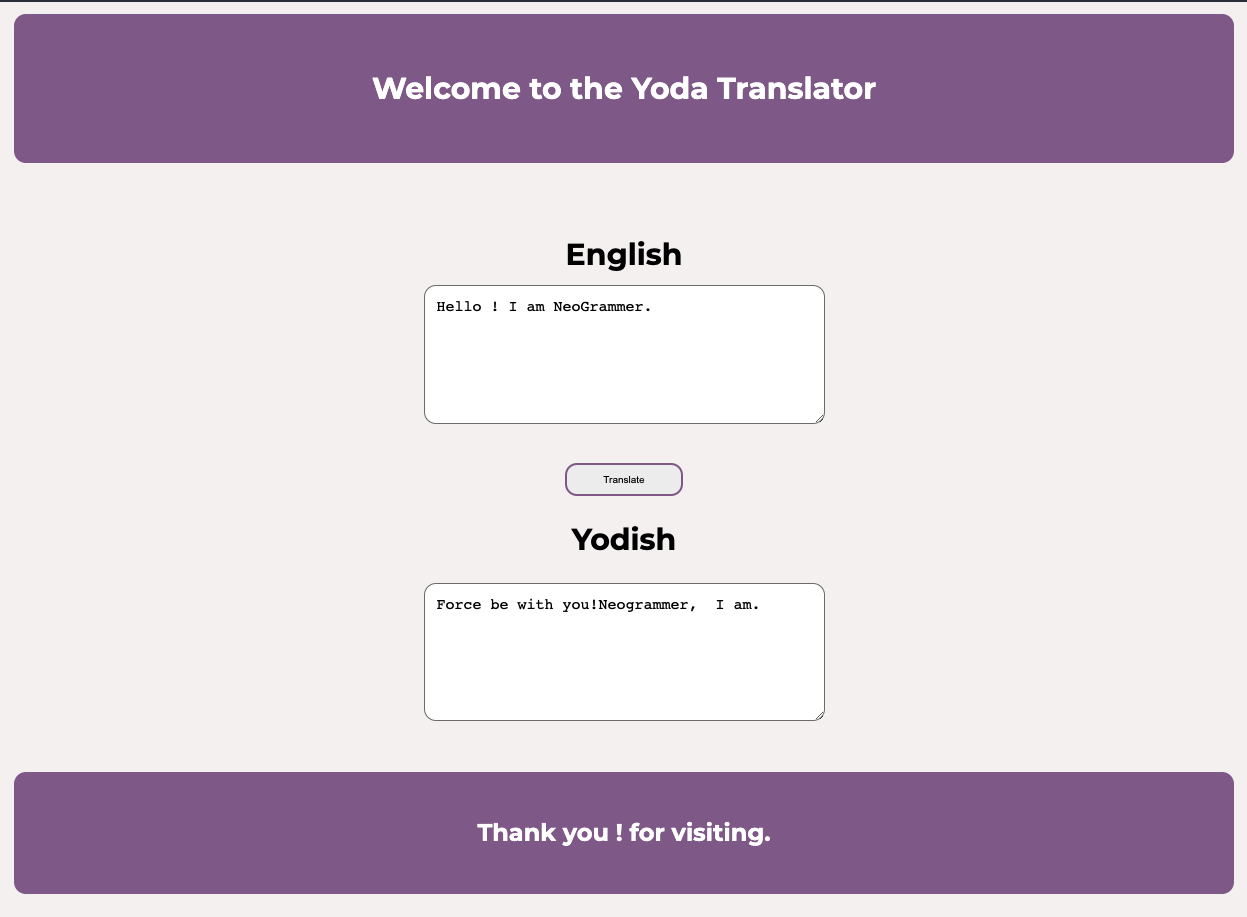 Welcome to the Yoda Translator
English
Hello ! I am NeoGrammer.
Translate
Yodish
Force be with you!Neogrammer,  I am.
Thank you ! for visiting.